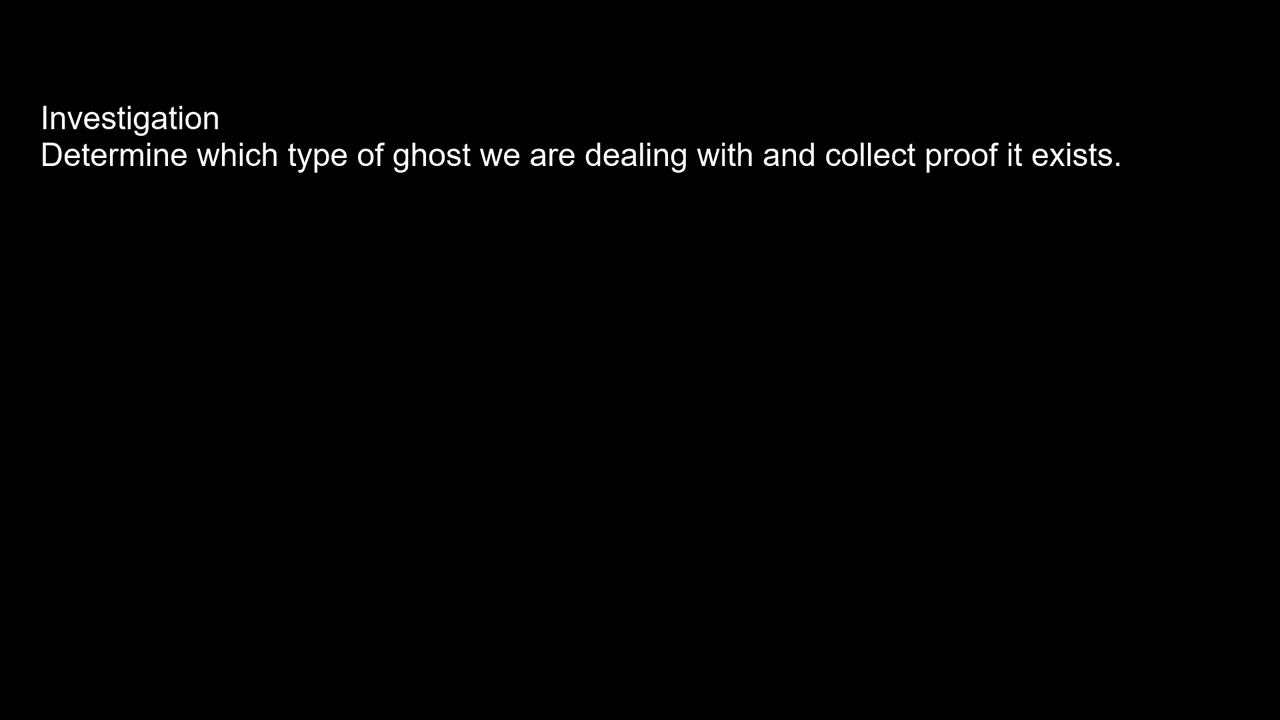 Investigation
Determine which type of ghost we are dealing with and collect proof it exists.